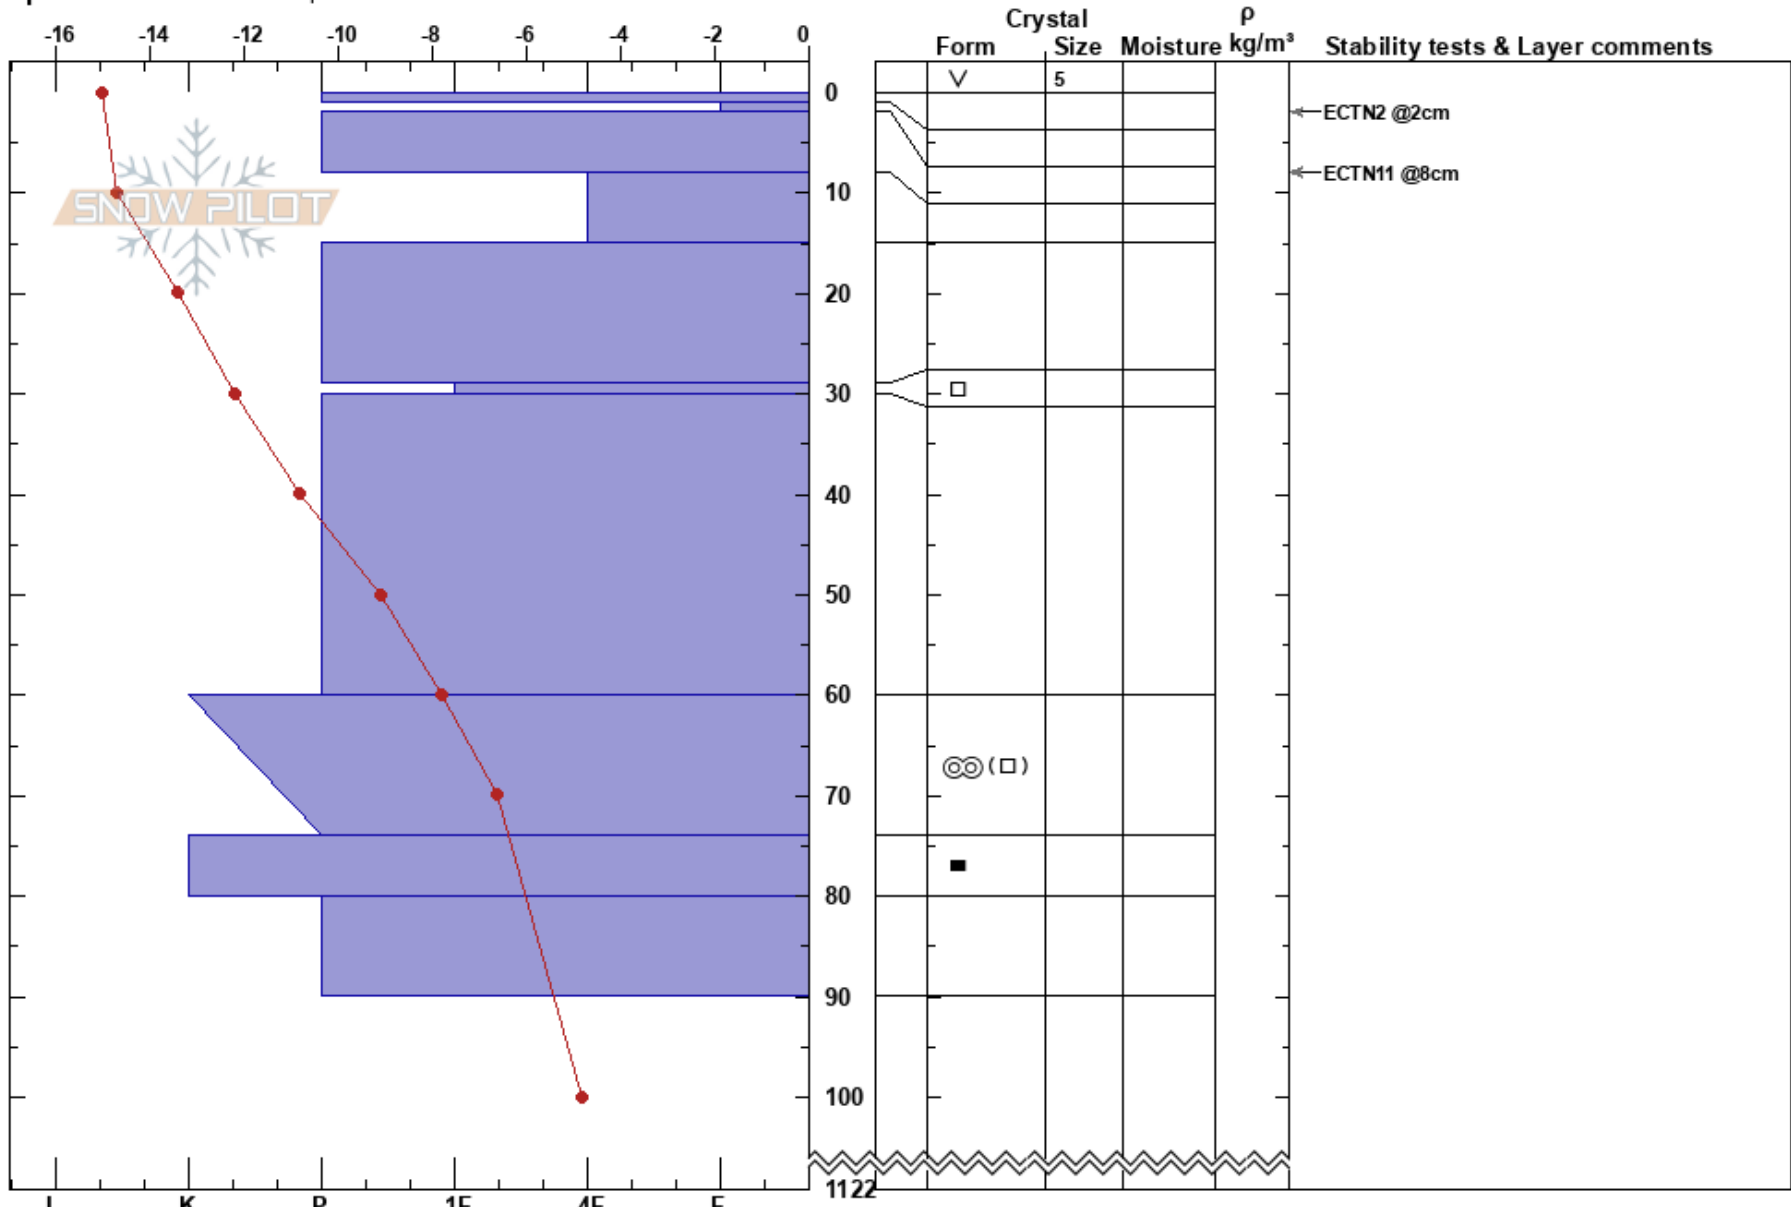 Crystal ρ
-16 -14 -12 -10 -8 -6 -4 -2 0 Form Size Moisture kg/m³ Stability tests & Layer comments
5
0
ECTN2 @2cm
ECTN11 @8cm
10
SNOW PILOT
20
30
40
50
60
( )
70
80
90
100
1122
I K P 1F 4F F